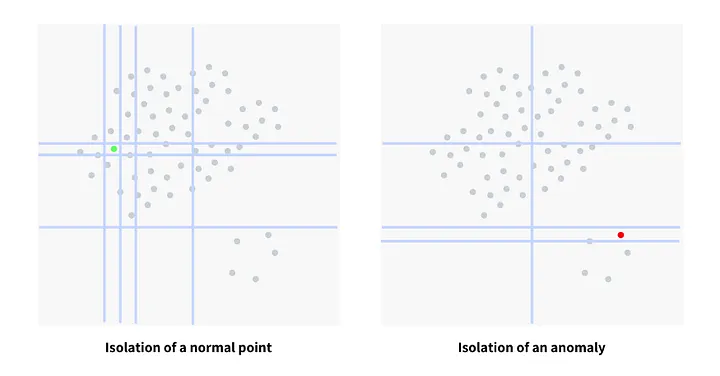 Isolation of a normal point
Isolation of an anomaly